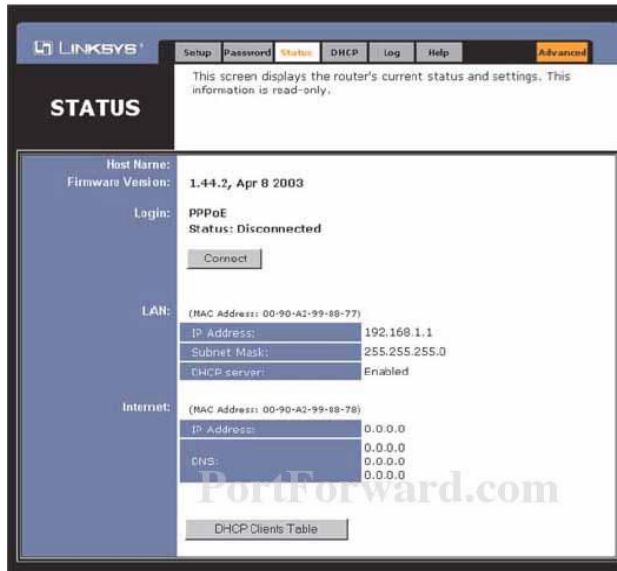 LINKSYS®
Setup Password Status DHCP Log Help Advanced
STATUS
This screen displays the router's current status and settings. This
information is read-only.
Host Name:
Firmware Version: 1.44.2, Apr 8 2003
Login: PPPoE
Status: Disconnected
Connect
LAN: (MAC Address: 00-90-A2-99-88-77)
IP Address: 192.168.1.1
Subnet Mask: 255.255.255.0
DHCP server: Enabled
Internet: (MAC Address: 00-90-A2-99-88-78)
IP Address: 0.0.0.0
DNS: 0.0.0.0
0.0.0.0
0.0.0.0
PortForward.com
DHCP Clients Table